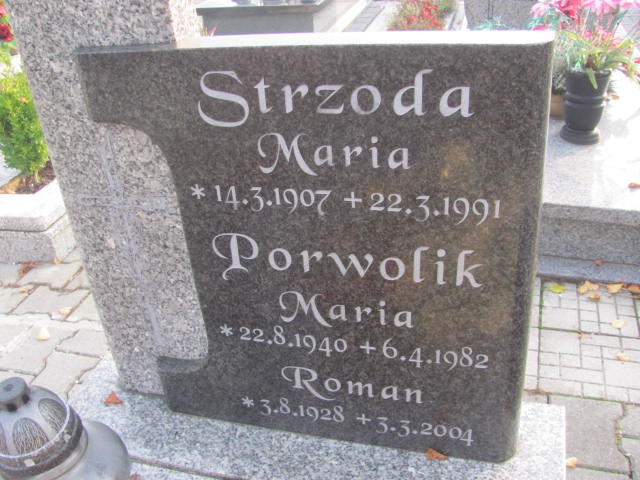 Strzoda
Maria
* 14.3.1907 + 22.3.1991
Porwolik
Maria
* 22.8.1940 + 6.4.1982
Roman
* 3.8.1928 + 3.3.2004